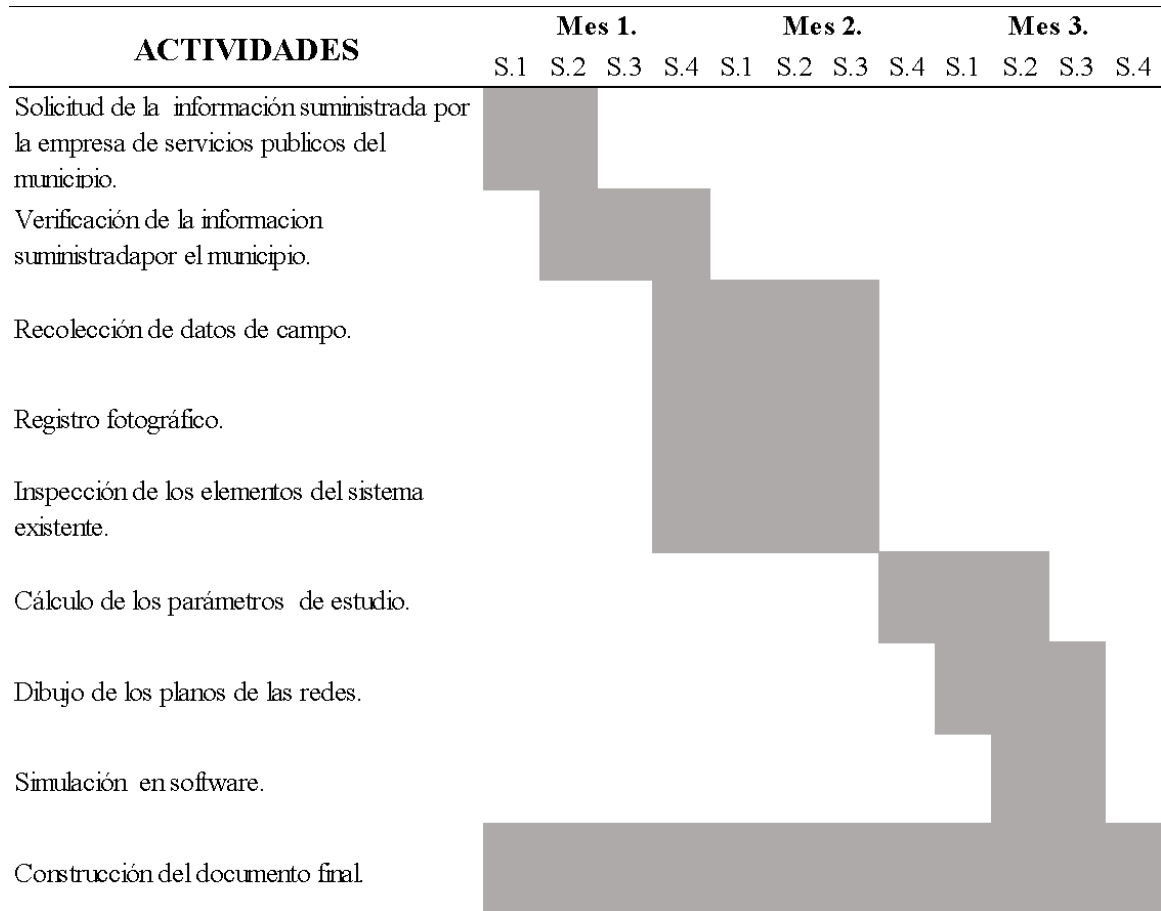 ACTIVIDADES
Mes 1. Mes 2. Mes 3.
S.1 S.2 S.3 S.4 S.1 S.2 S.3 S.4 S.1 S.2 S.3 S.4
Solicitud de la información suministrada por
la empresa de servicios publicos del
municipio.
Verificación de la informacion
suministradapor el municipio.
Recolección de datos de campo.
Registro fotográfico.
Inspección de los elementos del sistema
existente.
Cálculo de los parámetros de estudio.
Dibujo de los planos de las redes.
Simulación en software.
Construcción del documento final.